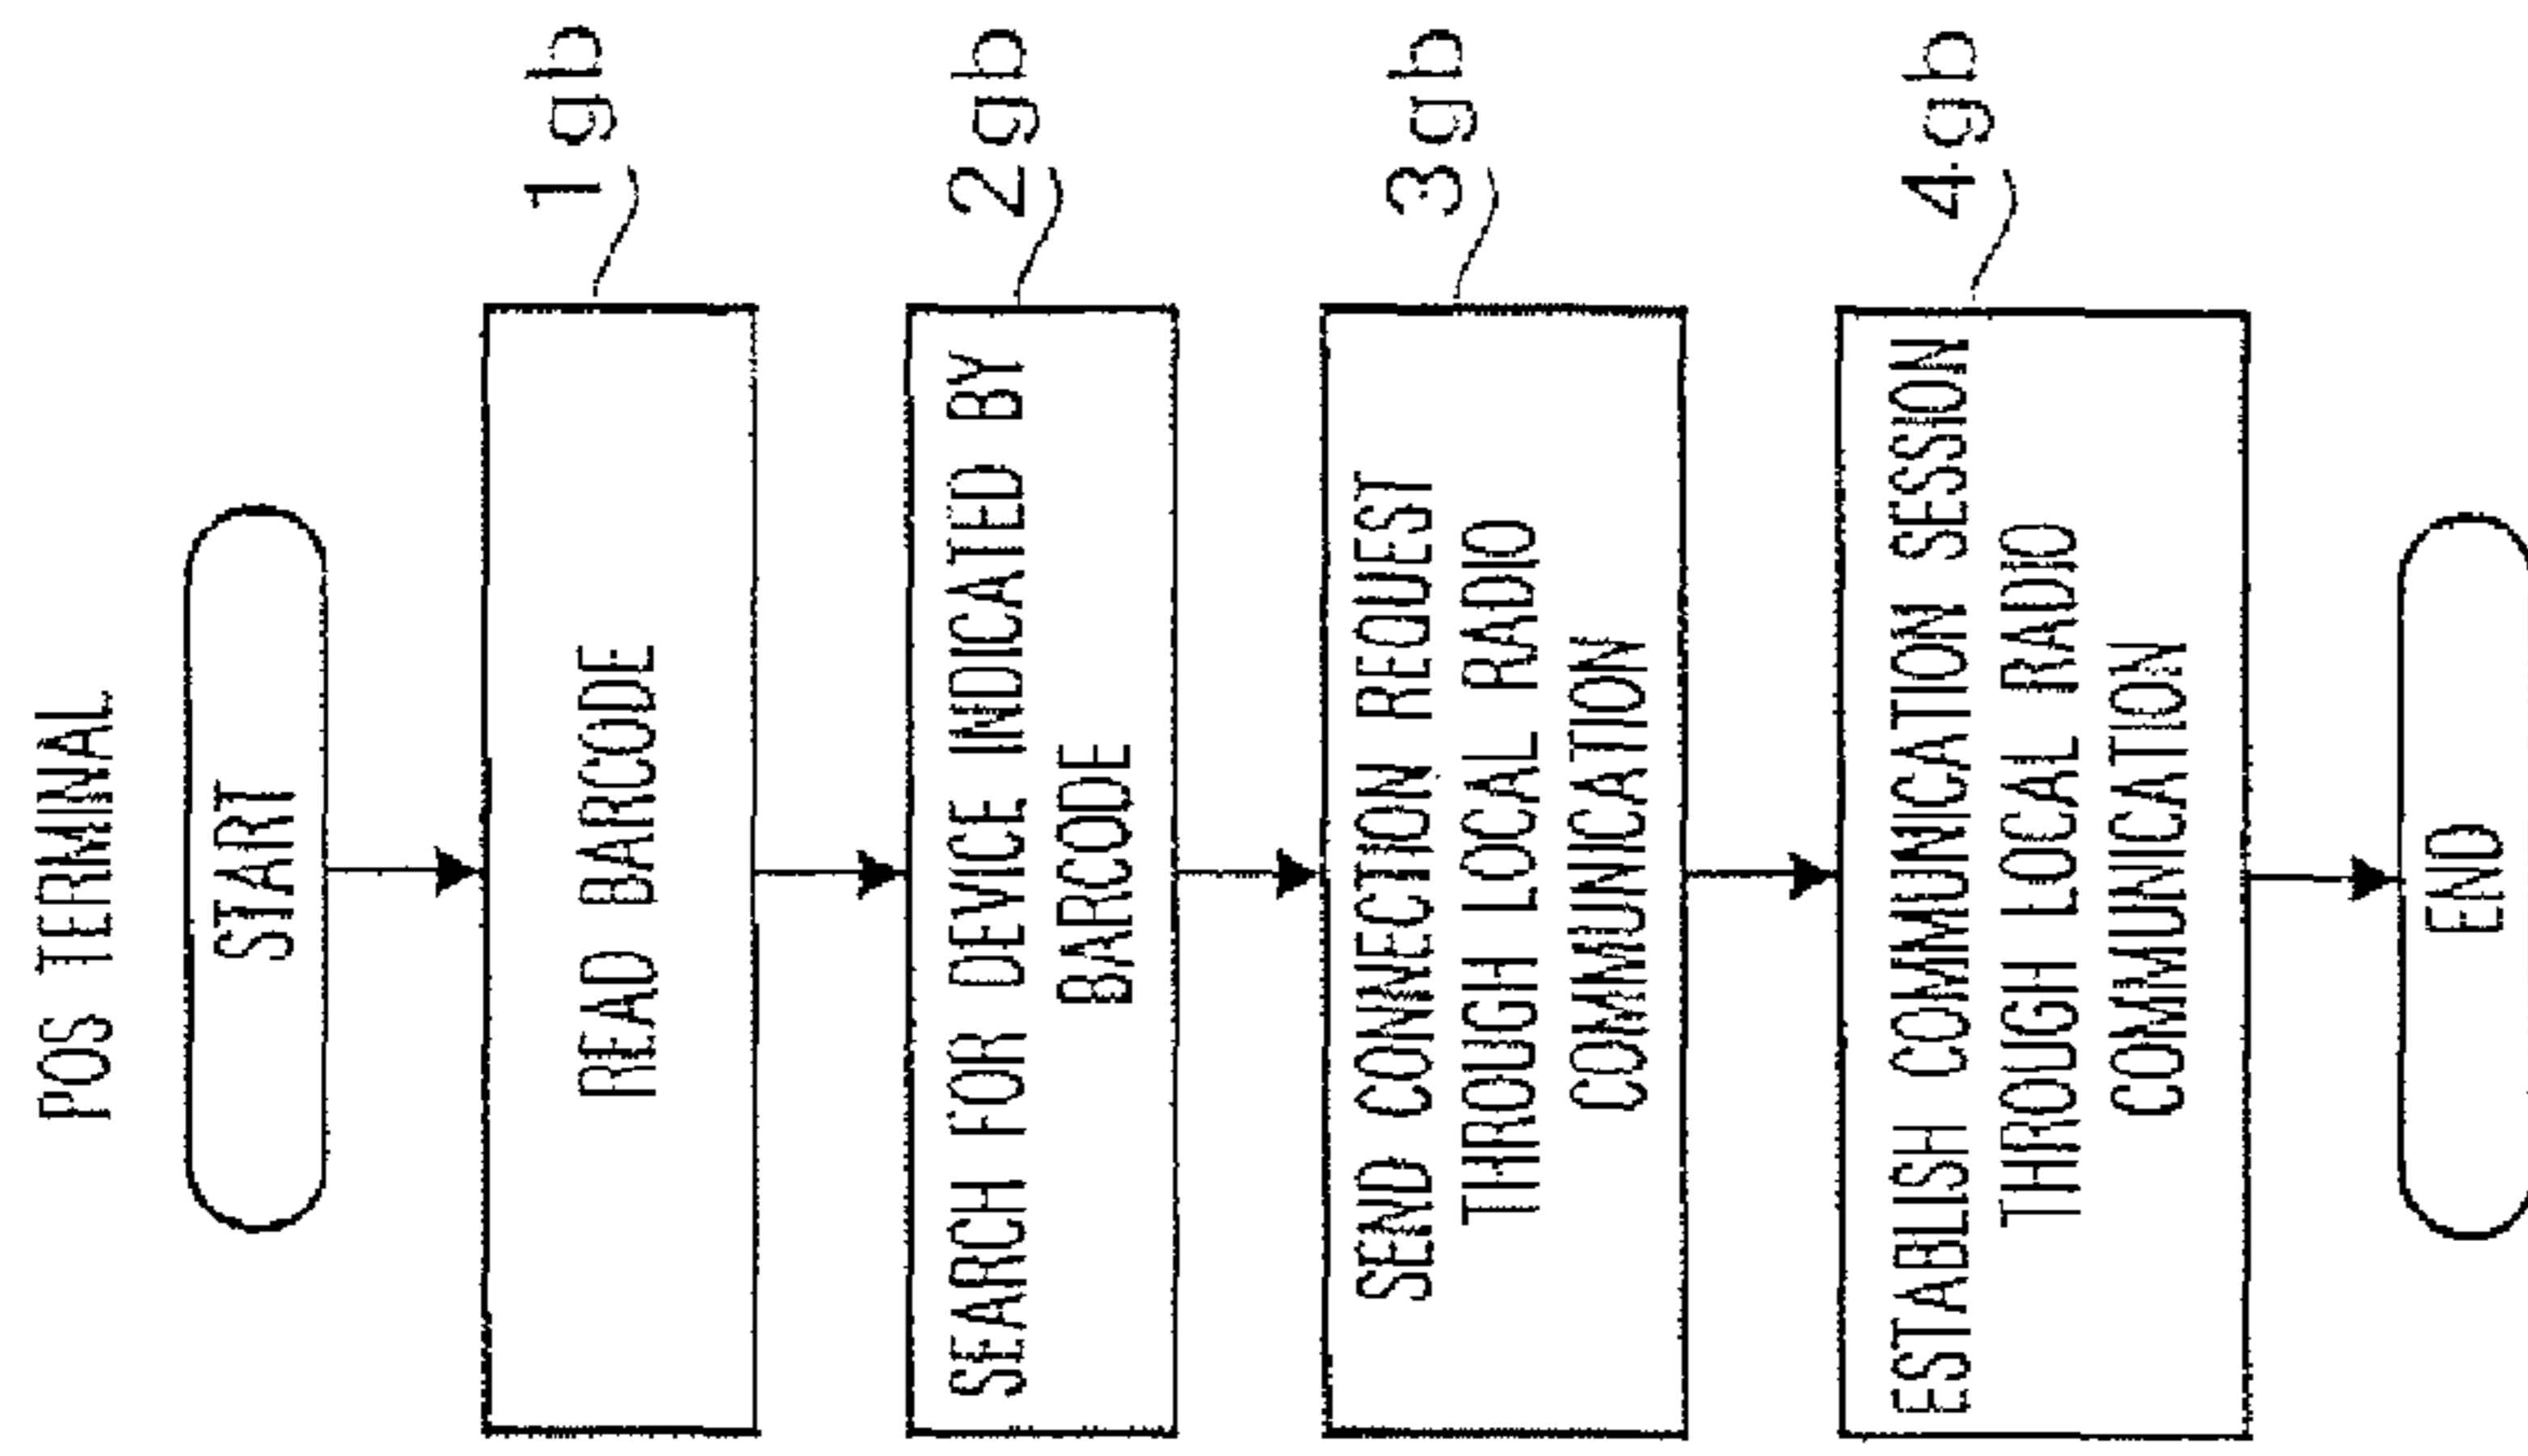 POS TERMINAL
START
READ BARCODE
1gb
SEARCH FOR DEVICE INDICATED BY
BARCODE
2gb
SEND CONNECTION REQUEST
THROUGH LOCAL RADIO
COMMUNICATION
3gb
ESTABLISH COMMUNICATION SESSION
THROUGH LOCAL RADIO
COMMUNICATION
4gb
END